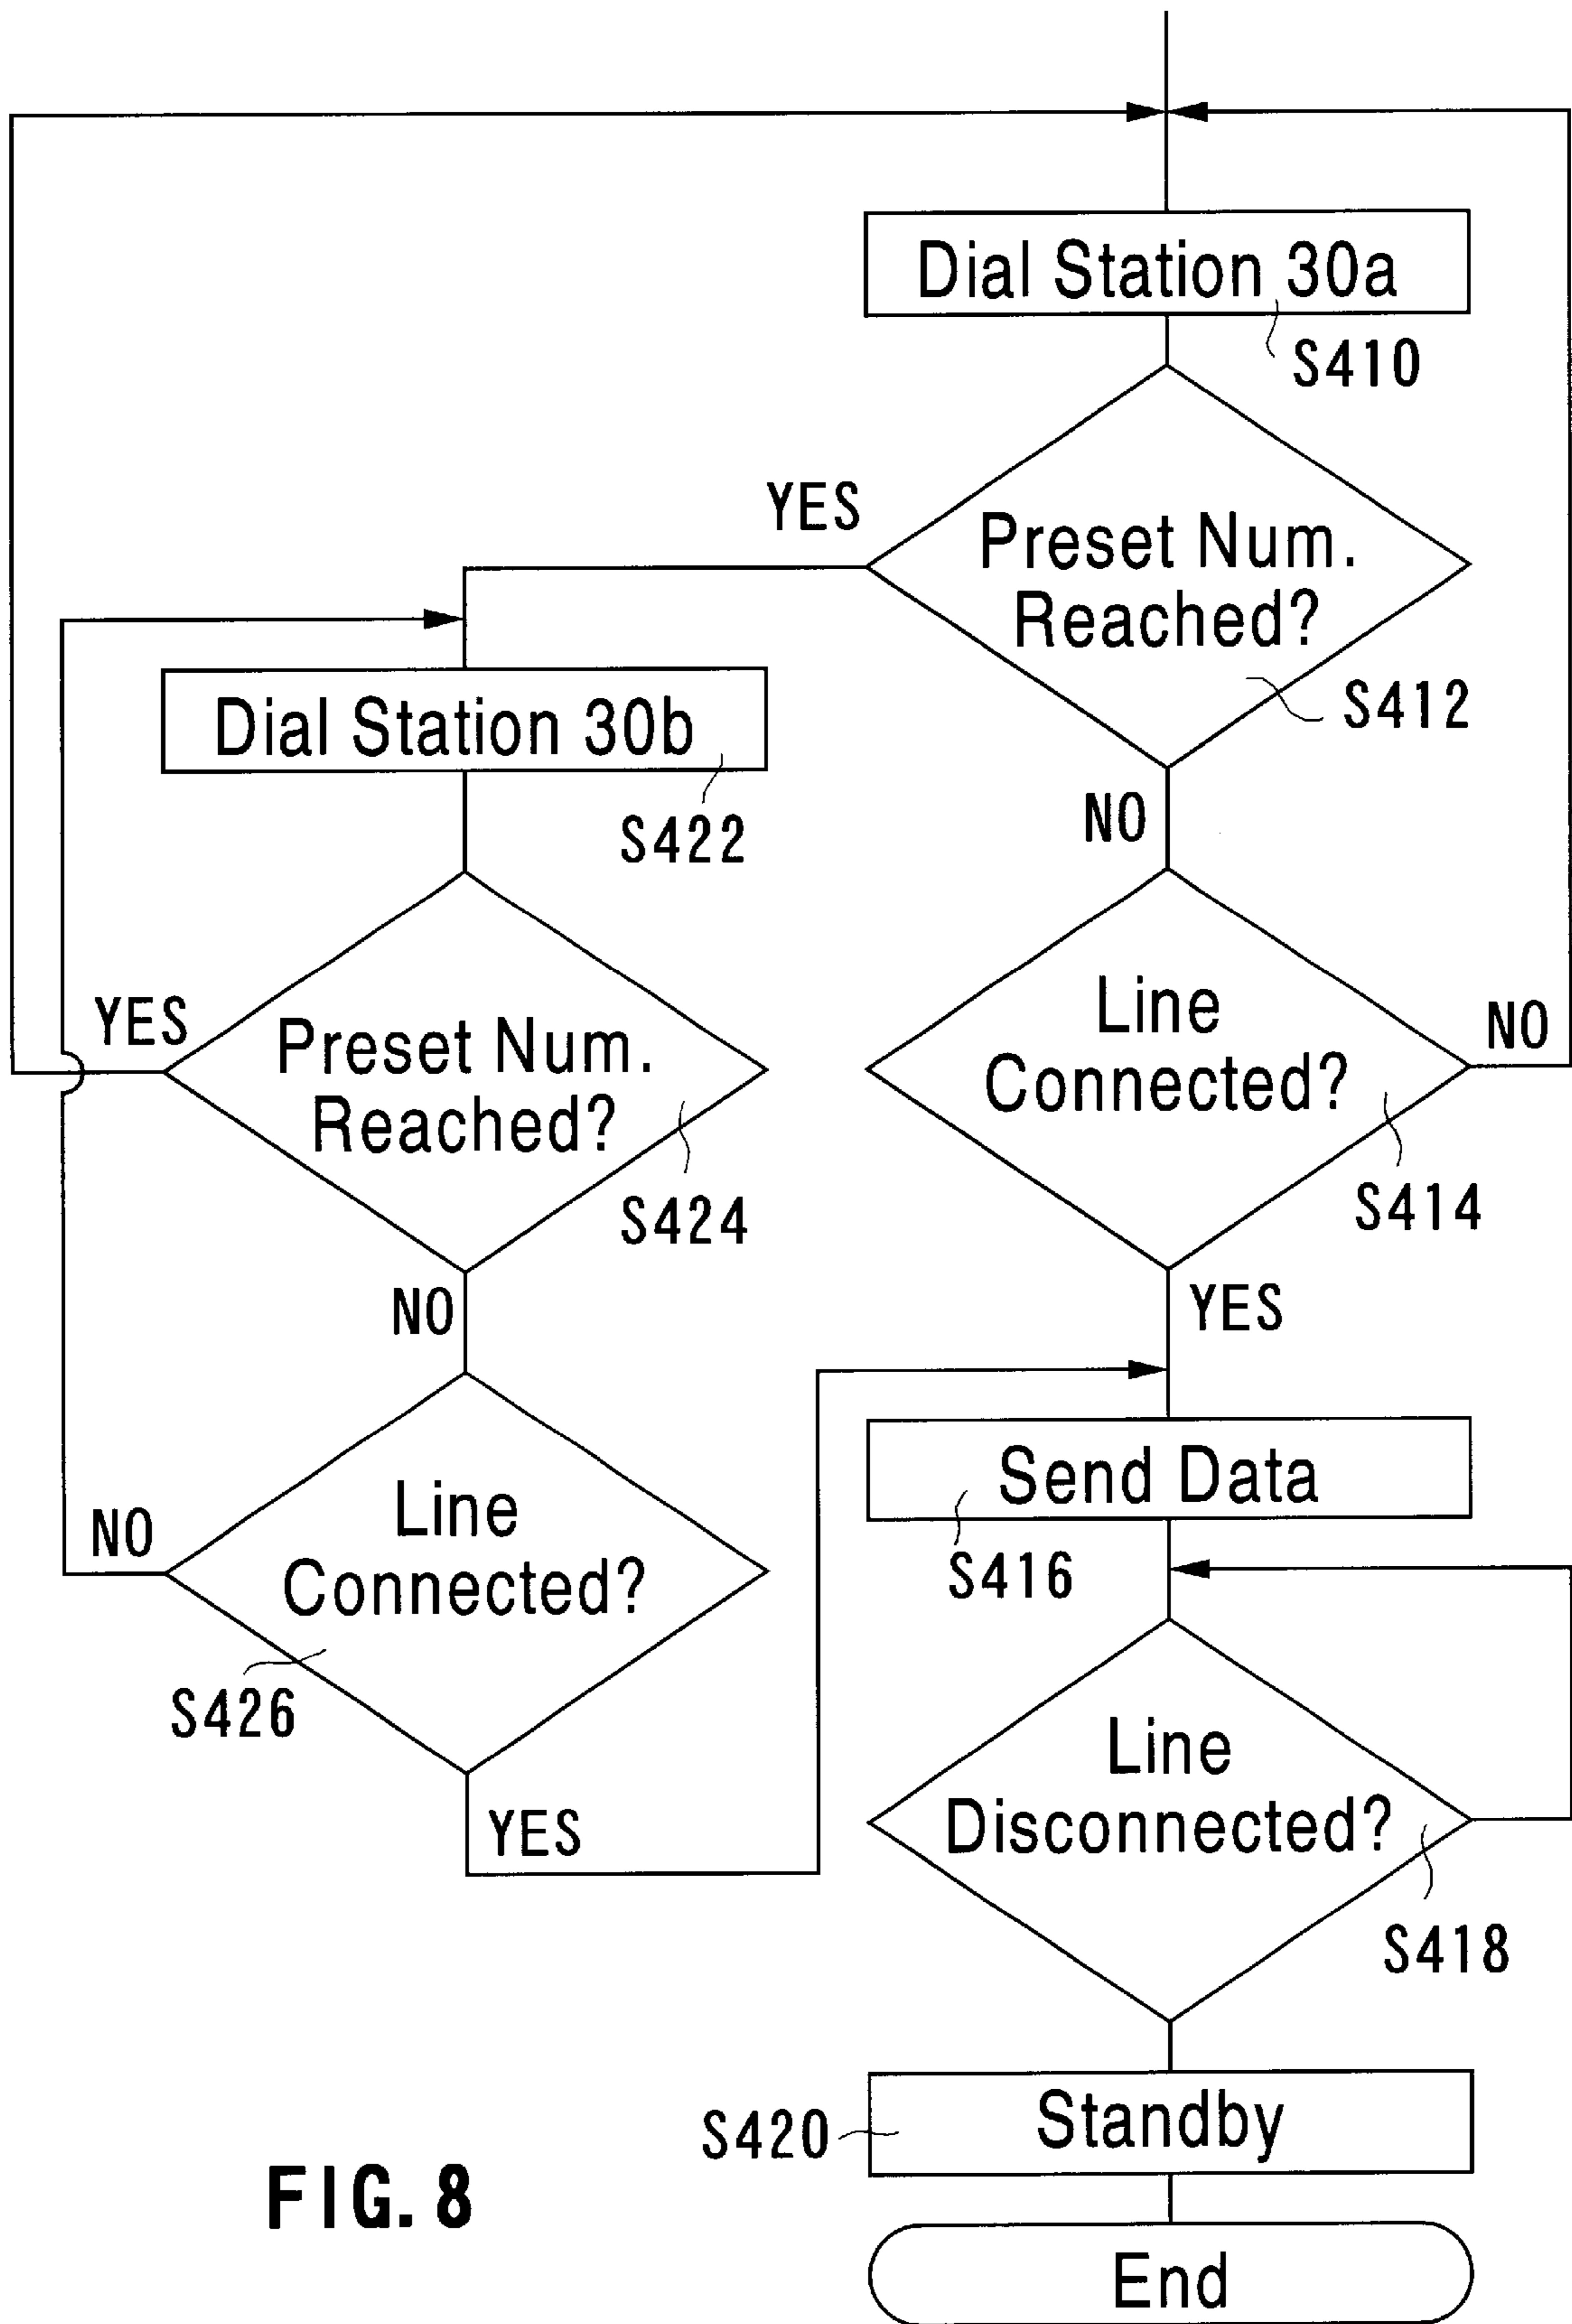 Dial Station 30a
S410
YES
Preset Num.
Reached?
S412
NO
Dial Station 30b
S422
Line
Connected?
NO
S414
YES
YES
Preset Num.
Reached?
S424
NO
Send Data
S416
Line
Connected?
NO
S426
YES
Line
Disconnected?
S418
Standby
S420
End
FIG. 8